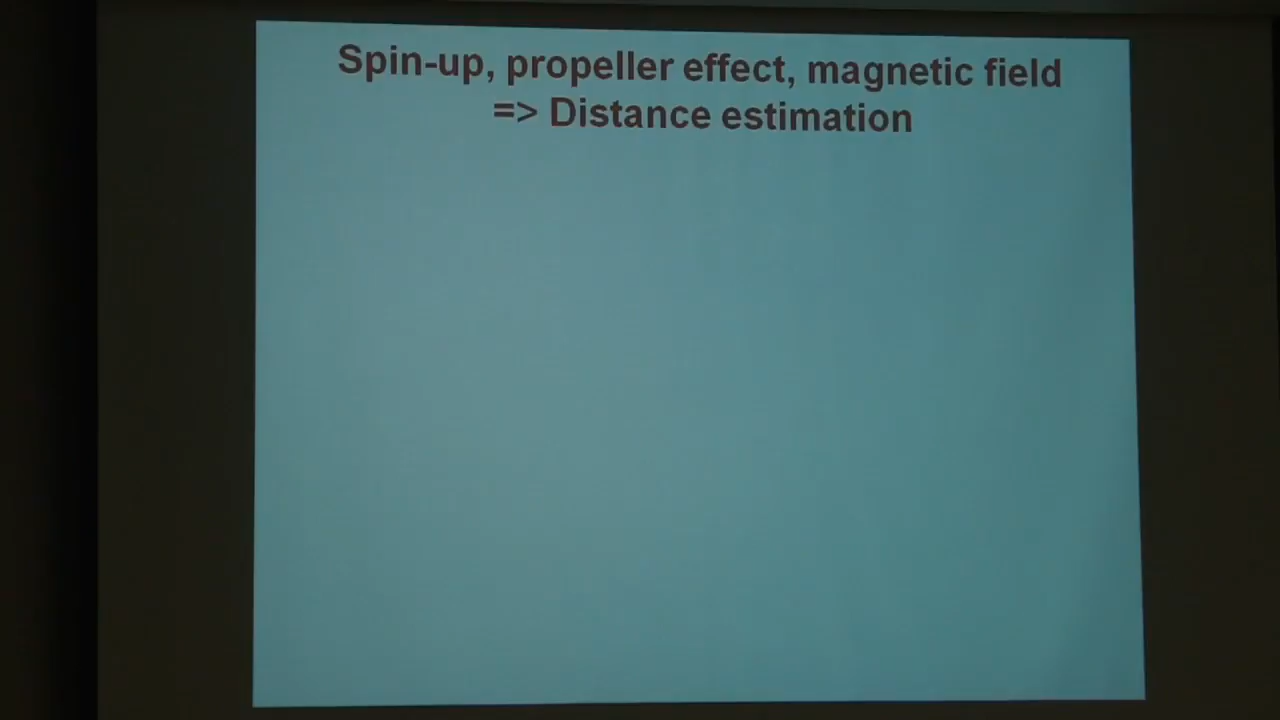 Spin-up, propeller effect, magnetic field
=> Distance estimation